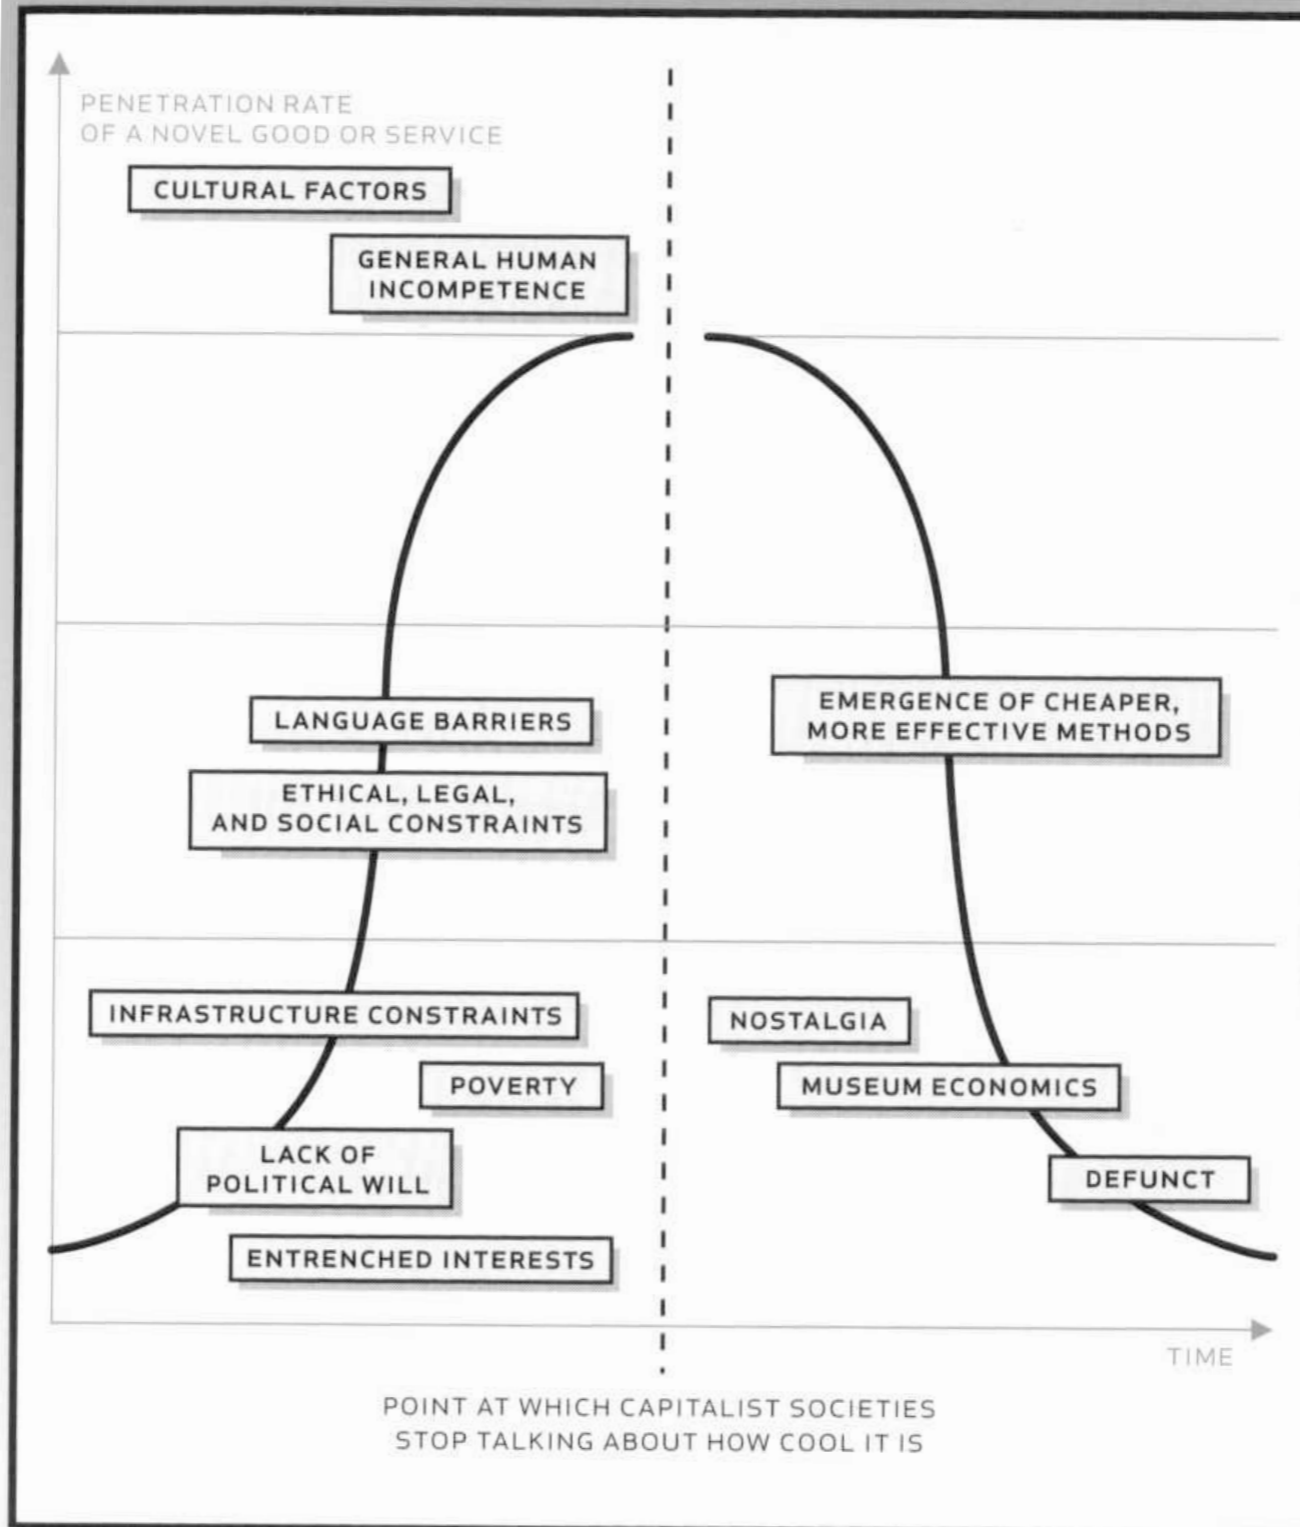 PENETRATION RATE
OF A NOVEL GOOD OR SERVICE
CULTURAL FACTORS
GENERAL HUMAN
INCOMPETENCE
LANGUAGE BARRIERS
ETHICAL, LEGAL,
AND SOCIAL CONSTRAINTS
INFRASTRUCTURE CONSTRAINTS
POVERTY
LACK OF
POLITICAL WILL
ENTRENCHED INTERESTS
EMERGENCE OF CHEAPER,
MORE EFFECTIVE METHODS
NOSTALGIA
MUSEUM ECONOMICS
DEFUNCT
TIME
POINT AT WHICH CAPITALIST SOCIETIES
STOP TALKING ABOUT HOW COOL IT IS